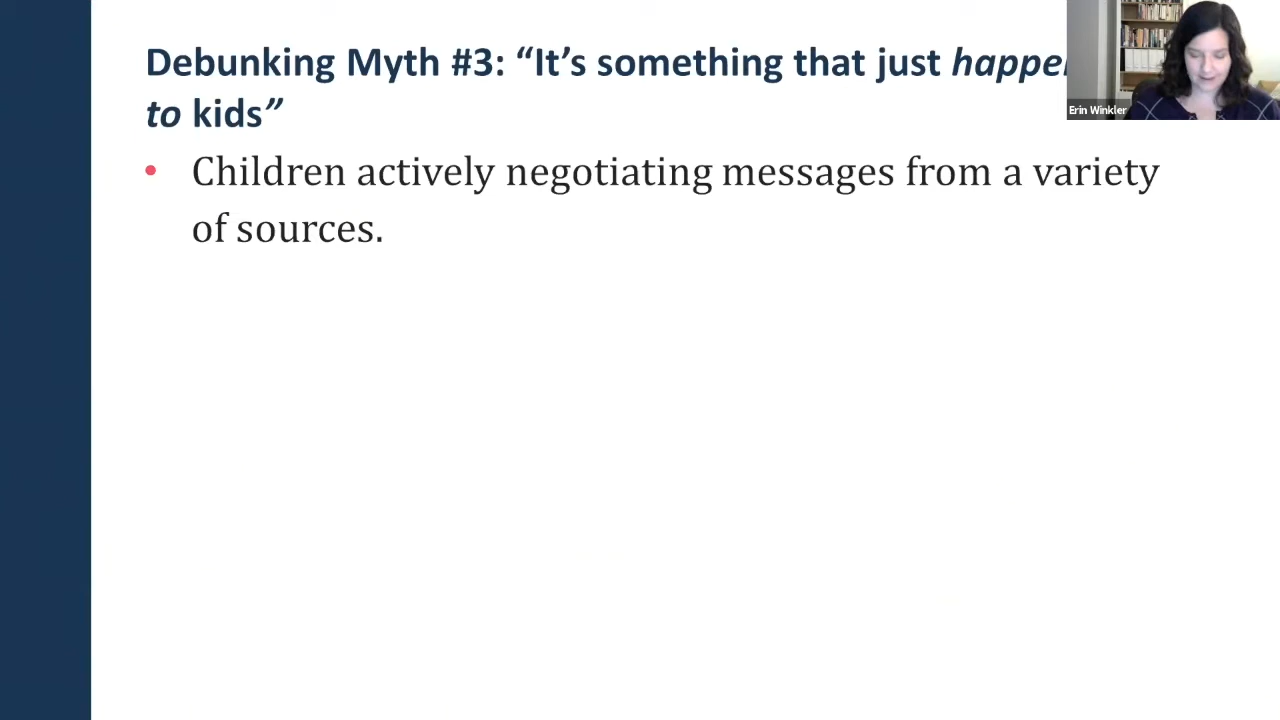 Debunking Myth #3: “It’s something that just
to kids”
Erin Winkler
• Children actively negotiating messages from a variety
of sources.